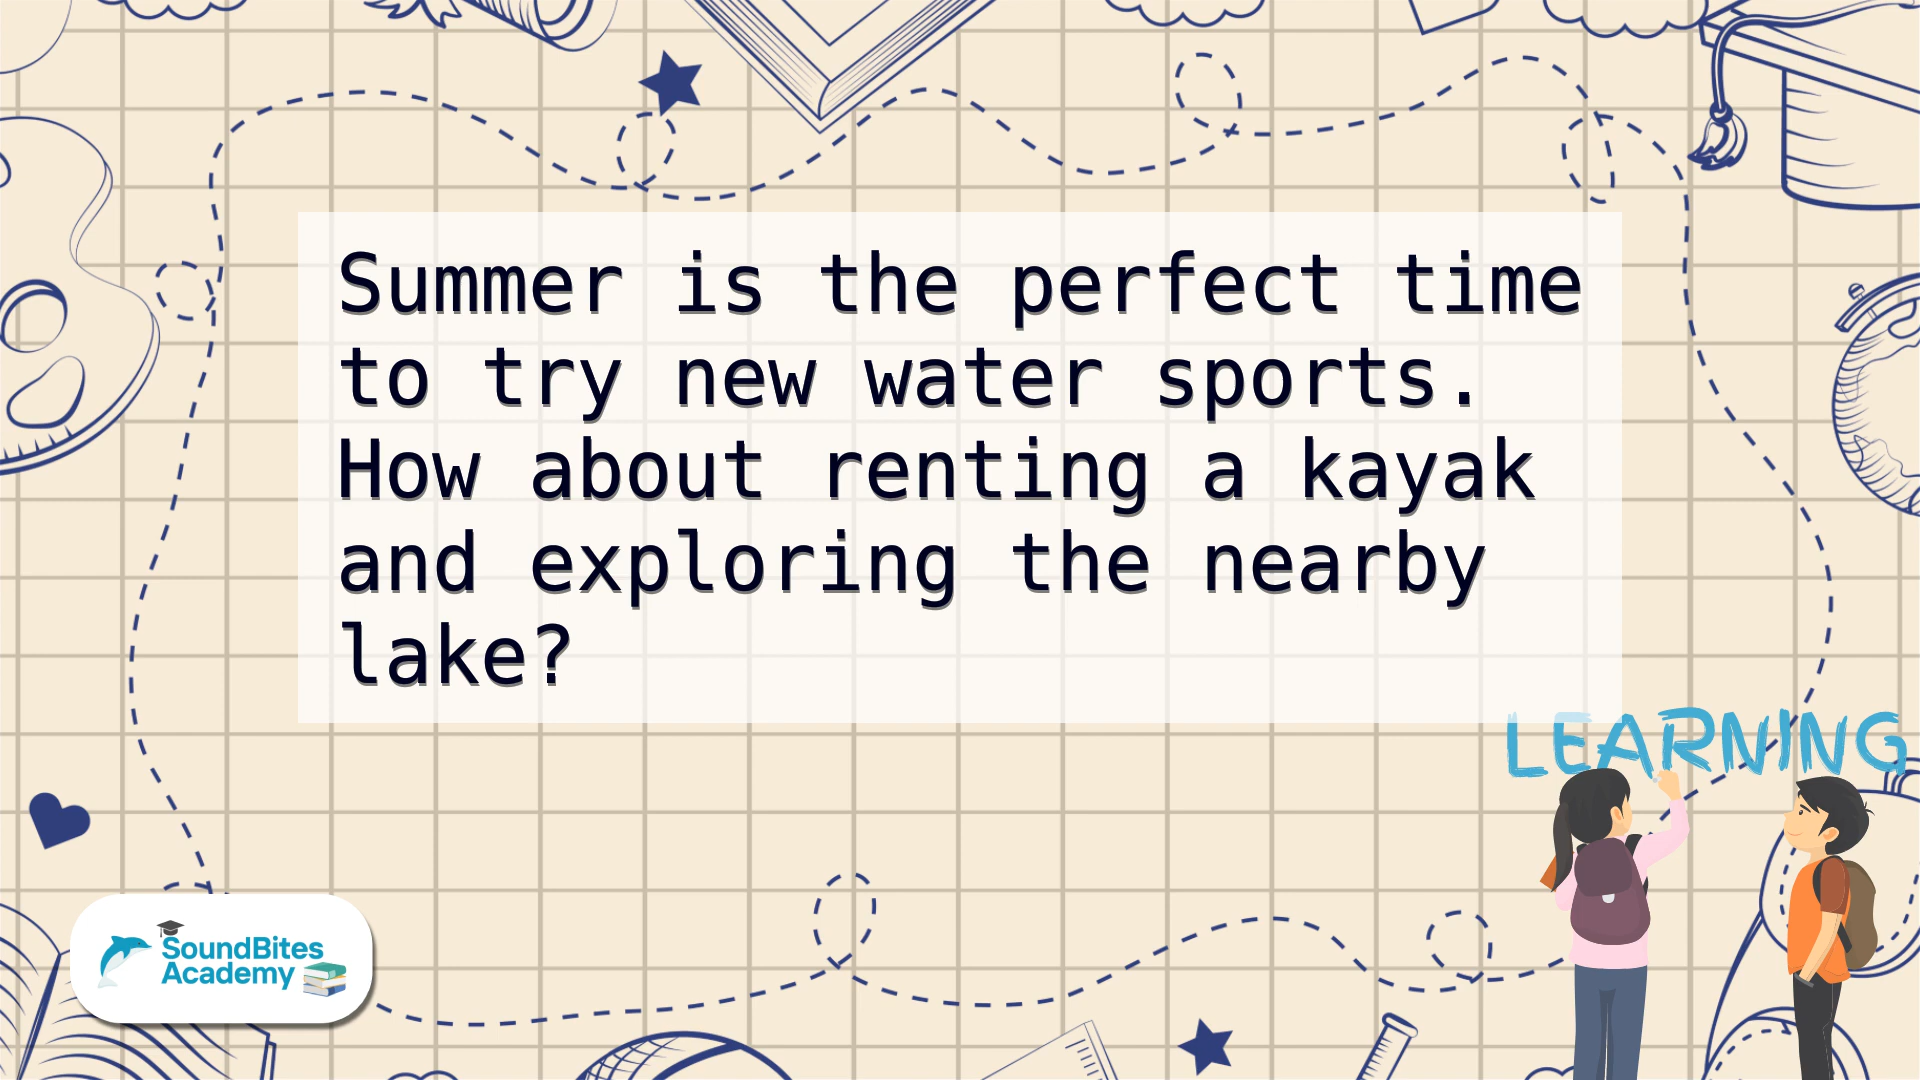 Summer is the perfect time
to try new water sports.
How about renting a kayak
and exploring the nearby
lake?
LEARNING
SoundBites
Academy